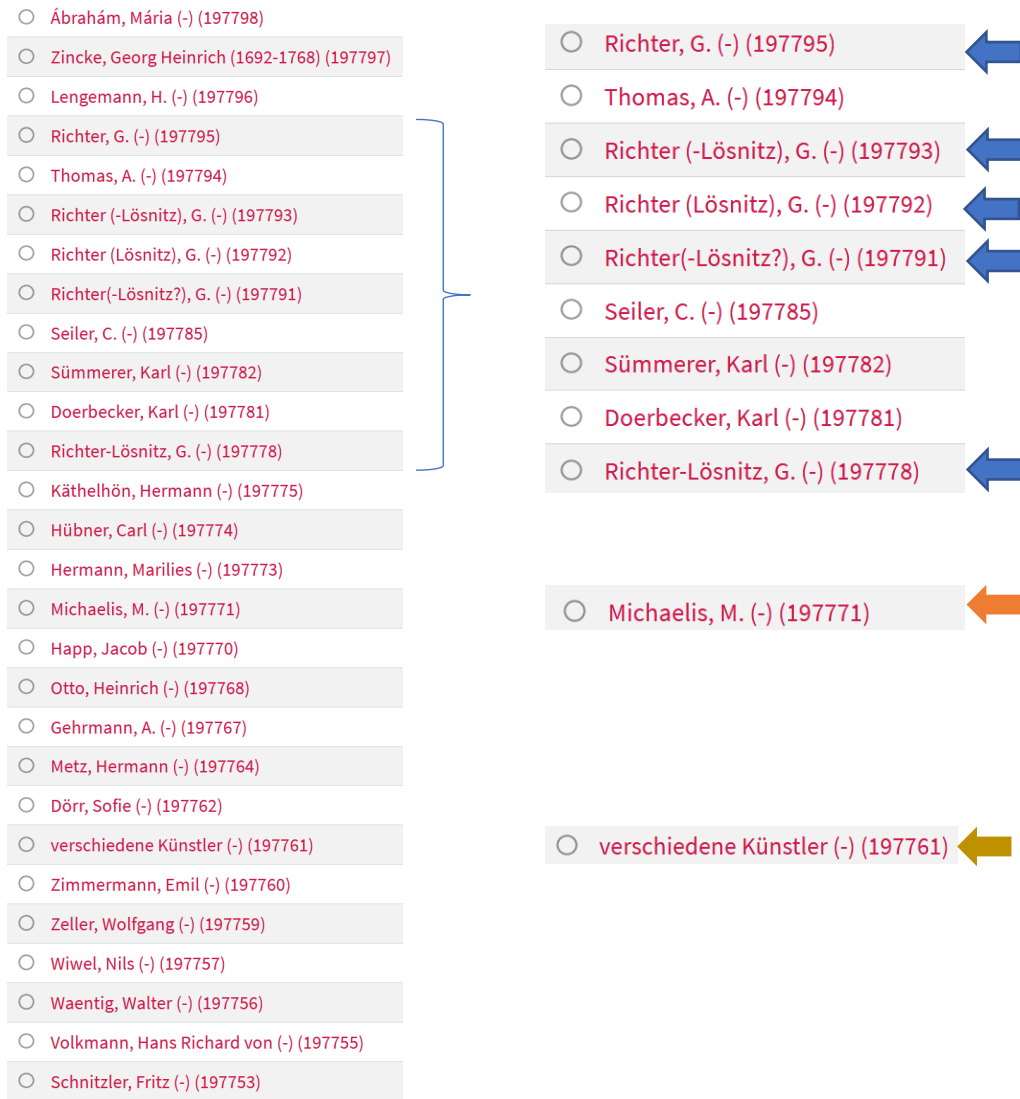 Ábrahám, Mária (-) (197798)
Zincke, Georg Heinrich (1692-1768) (197797)
Lengemann, H. (-) (197796)
Richter, G. (-) (197795)
Thomas, A. (-) (197794)
Richter (-Lösnitz), G. (-) (197793)
Richter (Lösnitz), G. (-) (197792)
Richter(-Lösnitz?), G. (-) (197791)
Seiler, C. (-) (197785)
Sümmerer, Karl (-) (197782)
Doerbecker, Karl (-) (197781)
Richter-Lösnitz, G. (-) (197778)
Käthelhön, Hermann (-) (197775)
Hübner, Carl (-) (197774)
Hermann, Marilies (-) (197773)
Michaelis, M. (-) (197771)
Happ, Jacob (-) (197770)
Otto, Heinrich (-) (197768)
Gehrmann, A. (-) (197767)
Metz, Hermann (-) (197764)
Dörr, Sofie (-) (197762)
verschiedene Künstler (-) (197761)
Zimmermann, Emil (-) (197760)
Zeller, Wolfgang (-) (197759)
Wiwel, Nils (-) (197757)
Waentig, Walter (-) (197756)
Volkmann, Hans Richard von (-) (197755)
Schnitzler, Fritz (-) (197753)
Richter, G. (-) (197795)
Thomas, A. (-) (197794)
Richter (-Lösnitz), G. (-) (197793)
Richter (Lösnitz), G. (-) (197792)
Richter(-Lösnitz?), G. (-) (197791)
Seiler, C. (-) (197785)
Sümmerer, Karl (-) (197782)
Doerbecker, Karl (-) (197781)
Richter-Lösnitz, G. (-) (197778)
Michaelis, M. (-) (197771)
verschiedene Künstler (-) (197761)